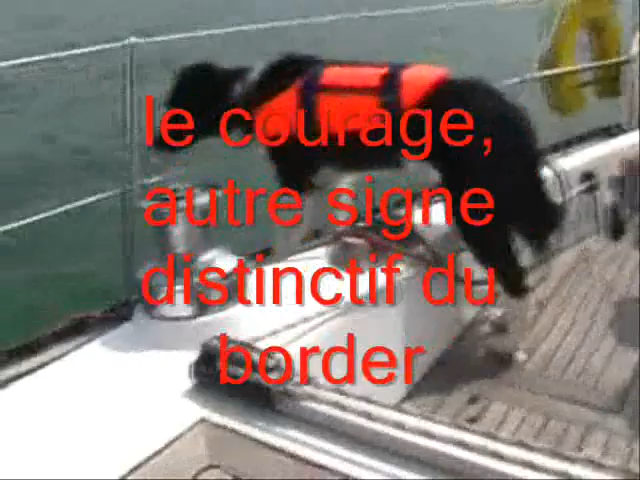 le courage,
autre signe
distinctif du
border